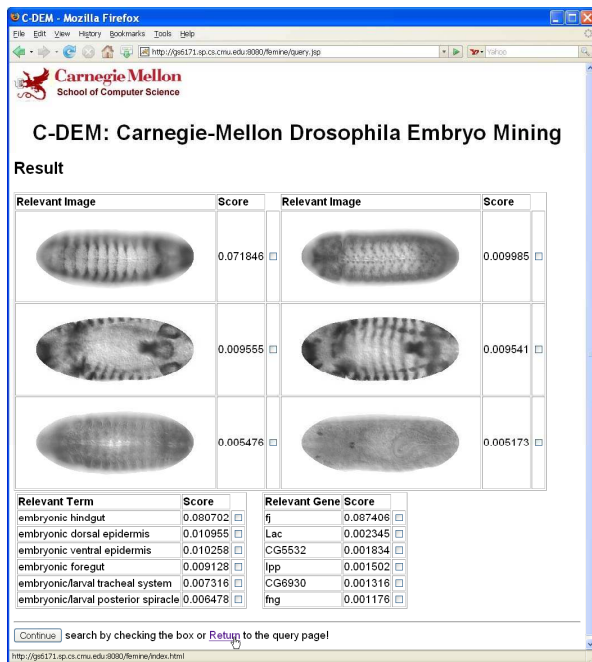 C-DEM - Mozilla Firefox
File Edit View History Bookmarks Tools Help
http://gs6171.sp.cs.cmu.edu:8080/femine/query.jsp Yahoo
Carnegie Mellon
School of Computer Science
C-DEM: Carnegie-Mellon Drosophila Embryo Mining
Result
Relevant Image Score Relevant Image Score
0.071846 0.009985
0.009555 0.009541
0.005476 0.005173
Relevant Term Score Relevant Gene Score
embryonic hindgut 0.080702 fj 0.087406
embryonic dorsal epidermis 0.010955 Lac 0.002345
embryonic ventral epidermis 0.010258 CG5532 0.001834
embryonic foregut 0.009128 Ipp 0.001502
embryonic/larval tracheal system 0.007316 CG6930 0.001316
embryonic/larval posterior spiracle 0.006478 fng 0.001176
Continue search by checking the box or Return to the query page!
http://gs6171.sp.cs.cmu.edu:8080/femine/index.html